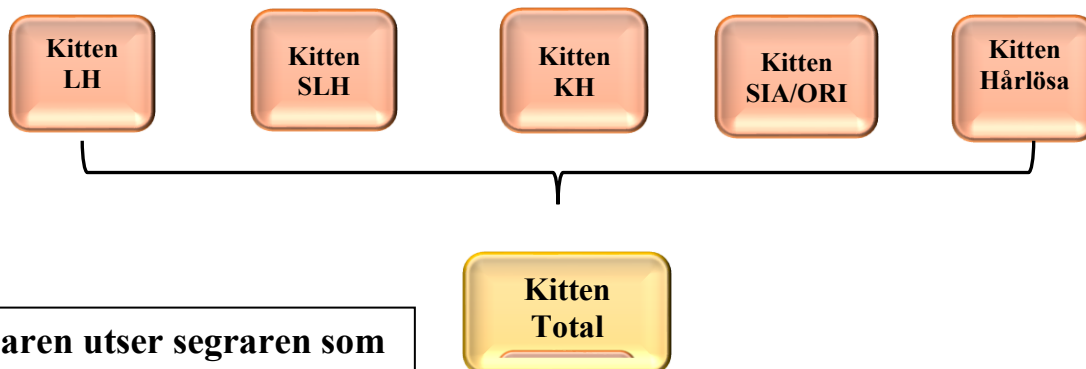 Kitten
LH
Kitten
SLH
Kitten
KH
Kitten
SIA/ORI
Kitten
Hårlösa
Kitten
Total
aren utser segraren som